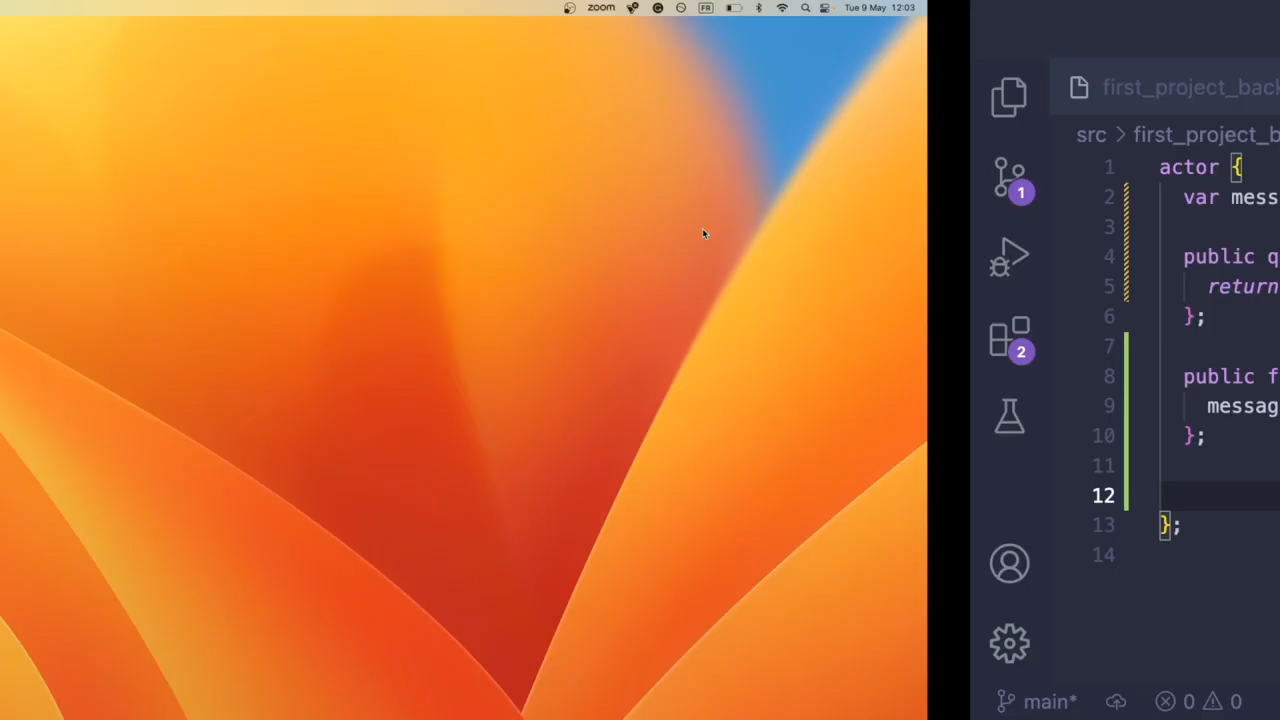 zoom FR Tue 9 May 12:03
first_project_back
src > first_project_b
1 actor {
2 var mess
3
4 public q
5 return
6 };
7
8 public f
9 messag
10 };
11
12
13 };
14
1
2
main* 0 0